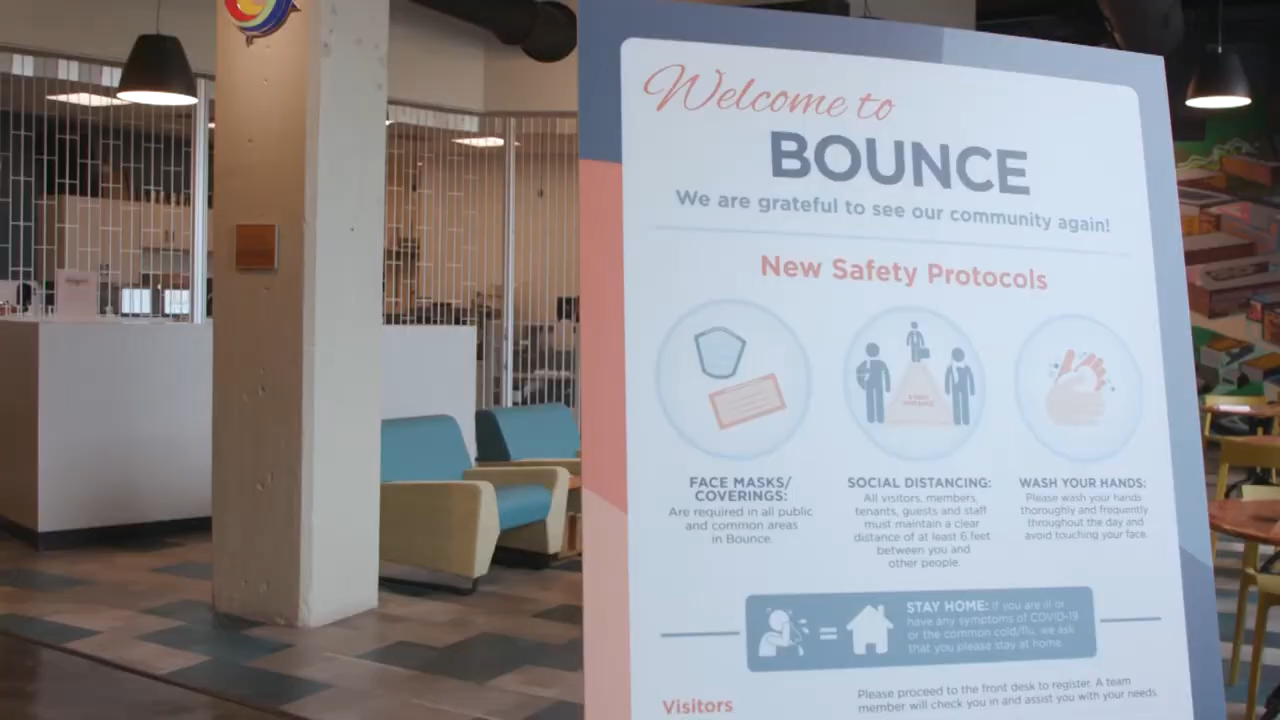 Welcome to
BOUNCE
We are grateful to see our community again!
New Safety Protocols
FACE MASKS/
COVERINGS:
Are required in all public
and common areas
in Bounce.
SOCIAL DISTANCING:
All visitors, members,
tenants, guests and staff
must maintain a clear
distance of at least 6 feet
between you and
other people.
WASH YOUR HANDS:
Please wash your hands
thoroughly and frequently
throughout the day and
avoid touching your face.
STAY HOME: If you are ill or
have any symptoms of COVID-19
or the common cold/flu, we ask
that you please stay at home.
Visitors
Please proceed to the front desk to register. A team
member will check you in and assist you with your needs.